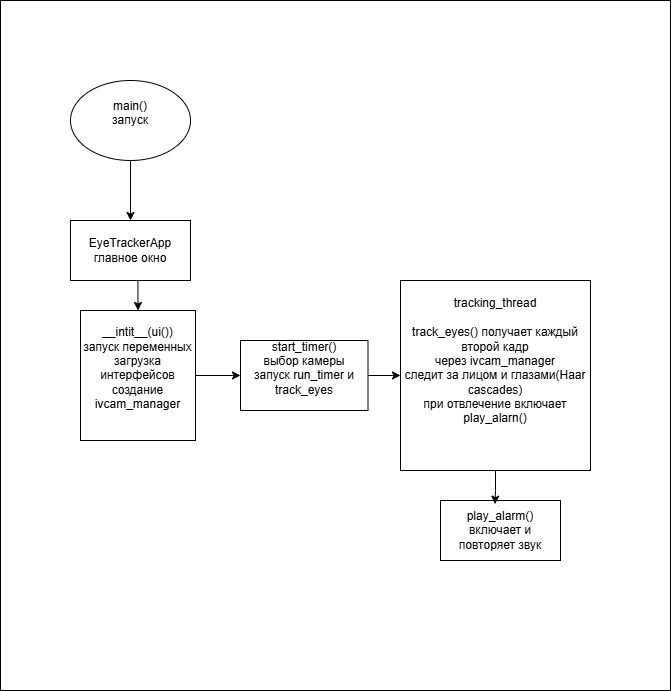 main()
запуск
EyeTrackerApp
главное окно
__intit__(ui())
запуск переменных
загрузка
интерфейсов
создание
ivcam_manager
start_timer()
выбор камеры
запуск run_timer и
track_eyes
tracking_thread
track_eyes() получает каждый
второй кадр
через ivcam_manager
следит за лицом и глазами(Haar
cascades)
при отвлечение включает
play_alarn()
play_alarm()
включает и
повторяет звук